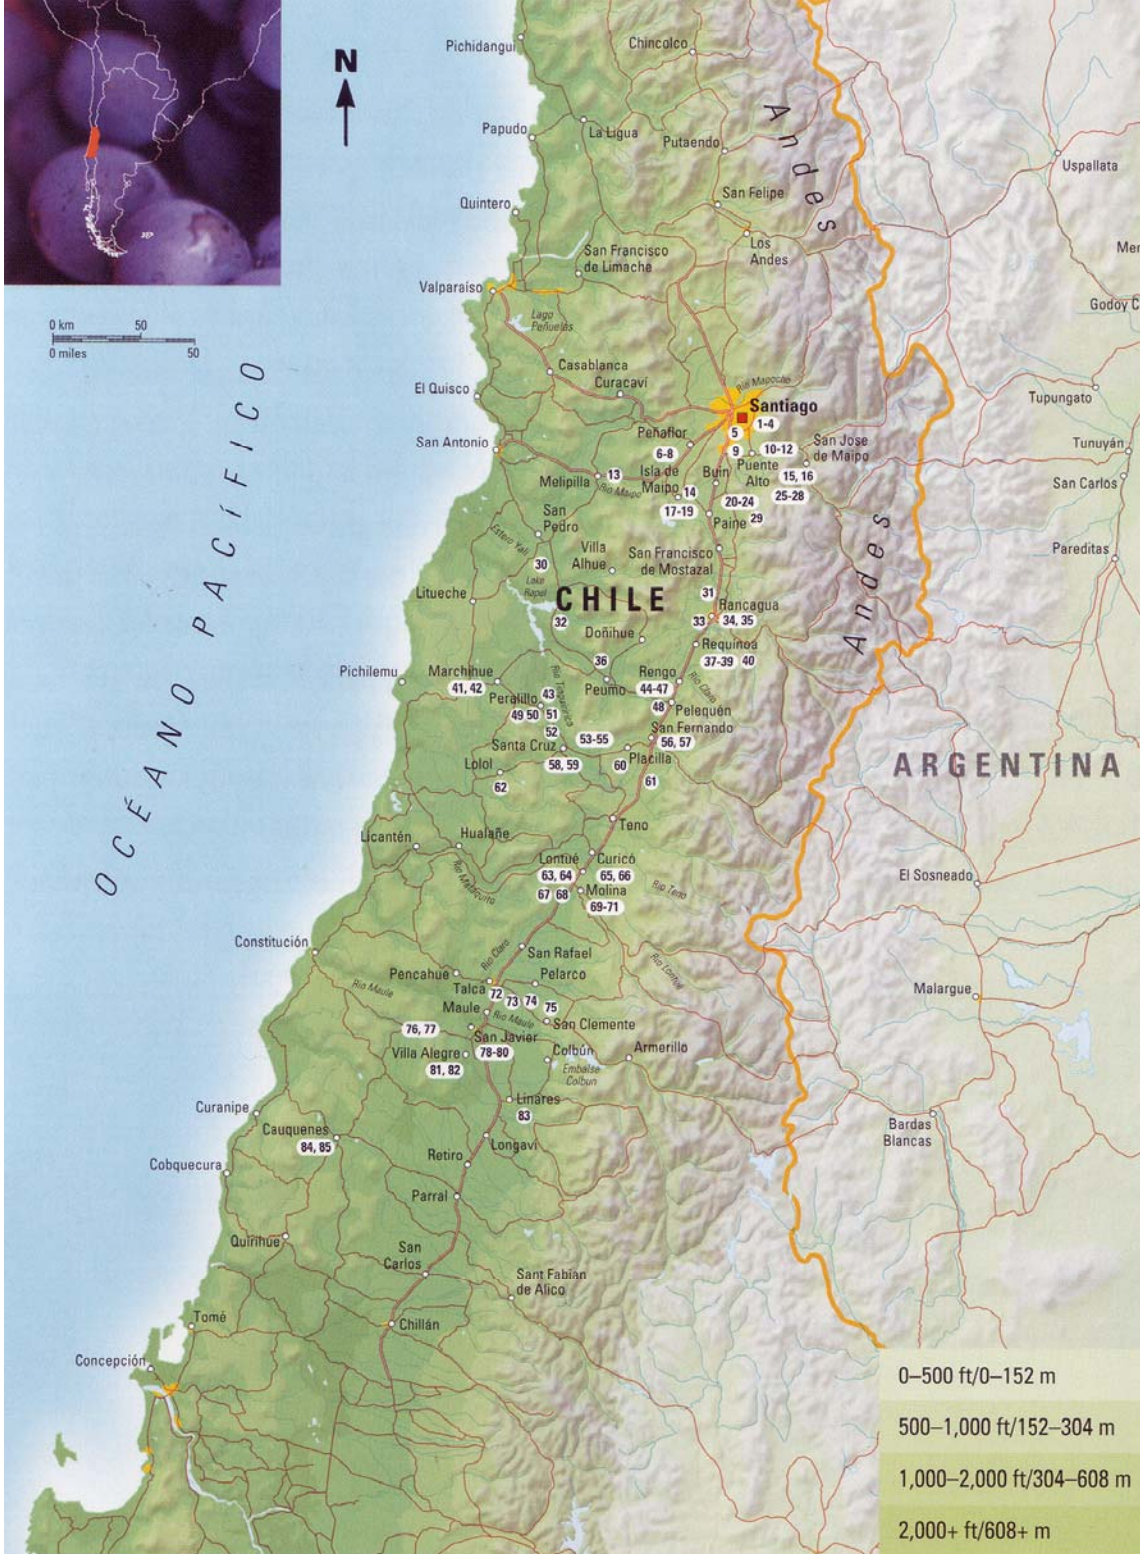 N
0 km 50
0 miles 50
OCÉANO PACÍFICO
Pichidangui
Chincolco
Andes
Papudo
La Ligua
Putaendo
Uspallata
Quintero
San Felipe
Los
Andes
San Francisco
de Limache
Valparaíso
Lago
Peñuelas
Godoy C
Casablanca
Curacaví
Río Mapocho
El Quisco
Santiago
1-4
Tupungato
5
Peñaflor
6-8
9
10-12
San Jose
de Maipo
Tunuyán
San Antonio
Melipilla
13
Río Maipo
Isla de
Maipo
14
Buin
Puente
Alto
15, 16
San Carlos
17-19
20-24
25-28
San
Pedro
Paine
29
Estero Yali
Villa
Alhue
San Francisco
de Mostazal
Andes
Pareditas
30
Litueche
Lake
Rapel
CHILE
31
Rancagua
32
33
34, 35
Doñihue
Requinoa
36
37-39
40
Pichilemu
Marchihue
41, 42
Peumo
Rengo
44-47
Río Claro
Río Tinguiririca
Peralillo
43
48
Pelequén
49 50
51
52
San Fernando
53-55
56, 57
Santa Cruz
58, 59
60
Placilla
ARGENTINA
Lolol
62
61
Teno
Licantén
Hualañe
Lontué
63, 64
Curicó
65, 66
El Sosneado
Río Mataquito
67
68
Molina
69-71
Río Teno
Constitución
Río Claro
San Rafael
Río Lontué
Pencahue
Pelarco
Malargue
Río Maule
Talca
72
73
74
75
Maule
Río Maule
San Clemente
76, 77
San Javier
78-80
Villa Alegre
81, 82
Colbún
Embalse
Colbun
Armerillo
Curanipe
Linares
83
Bardas
Blancas
Cauquenes
84, 85
Longaví
Cobquecura
Retiro
Parral
Quirihue
San
Carlos
Sant Fabian
de Alico
Tomé
Chillán
Concepción
0–500 ft/0–152 m
500–1,000 ft/152–304 m
1,000–2,000 ft/304–608 m
2,000+ ft/608+ m